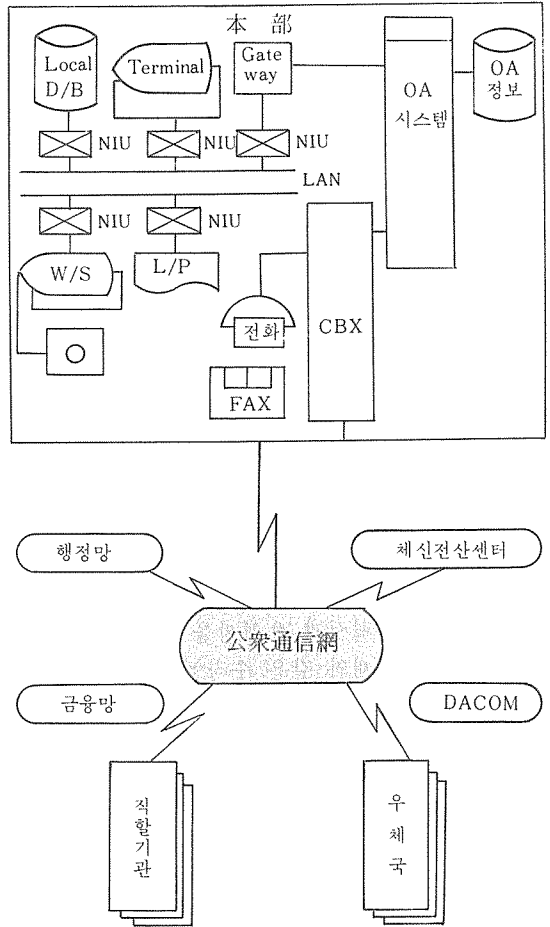 本 部
Local
D/B
Terminal
Gate
way
OA
시스템
OA
정보
NIU
NIU
NIU
LAN
NIU
NIU
W/S
L/P
전화
CBX
FAX
행정망
체신전산센터
公衆通信網
금융망
DACOM
직할기관
우체국